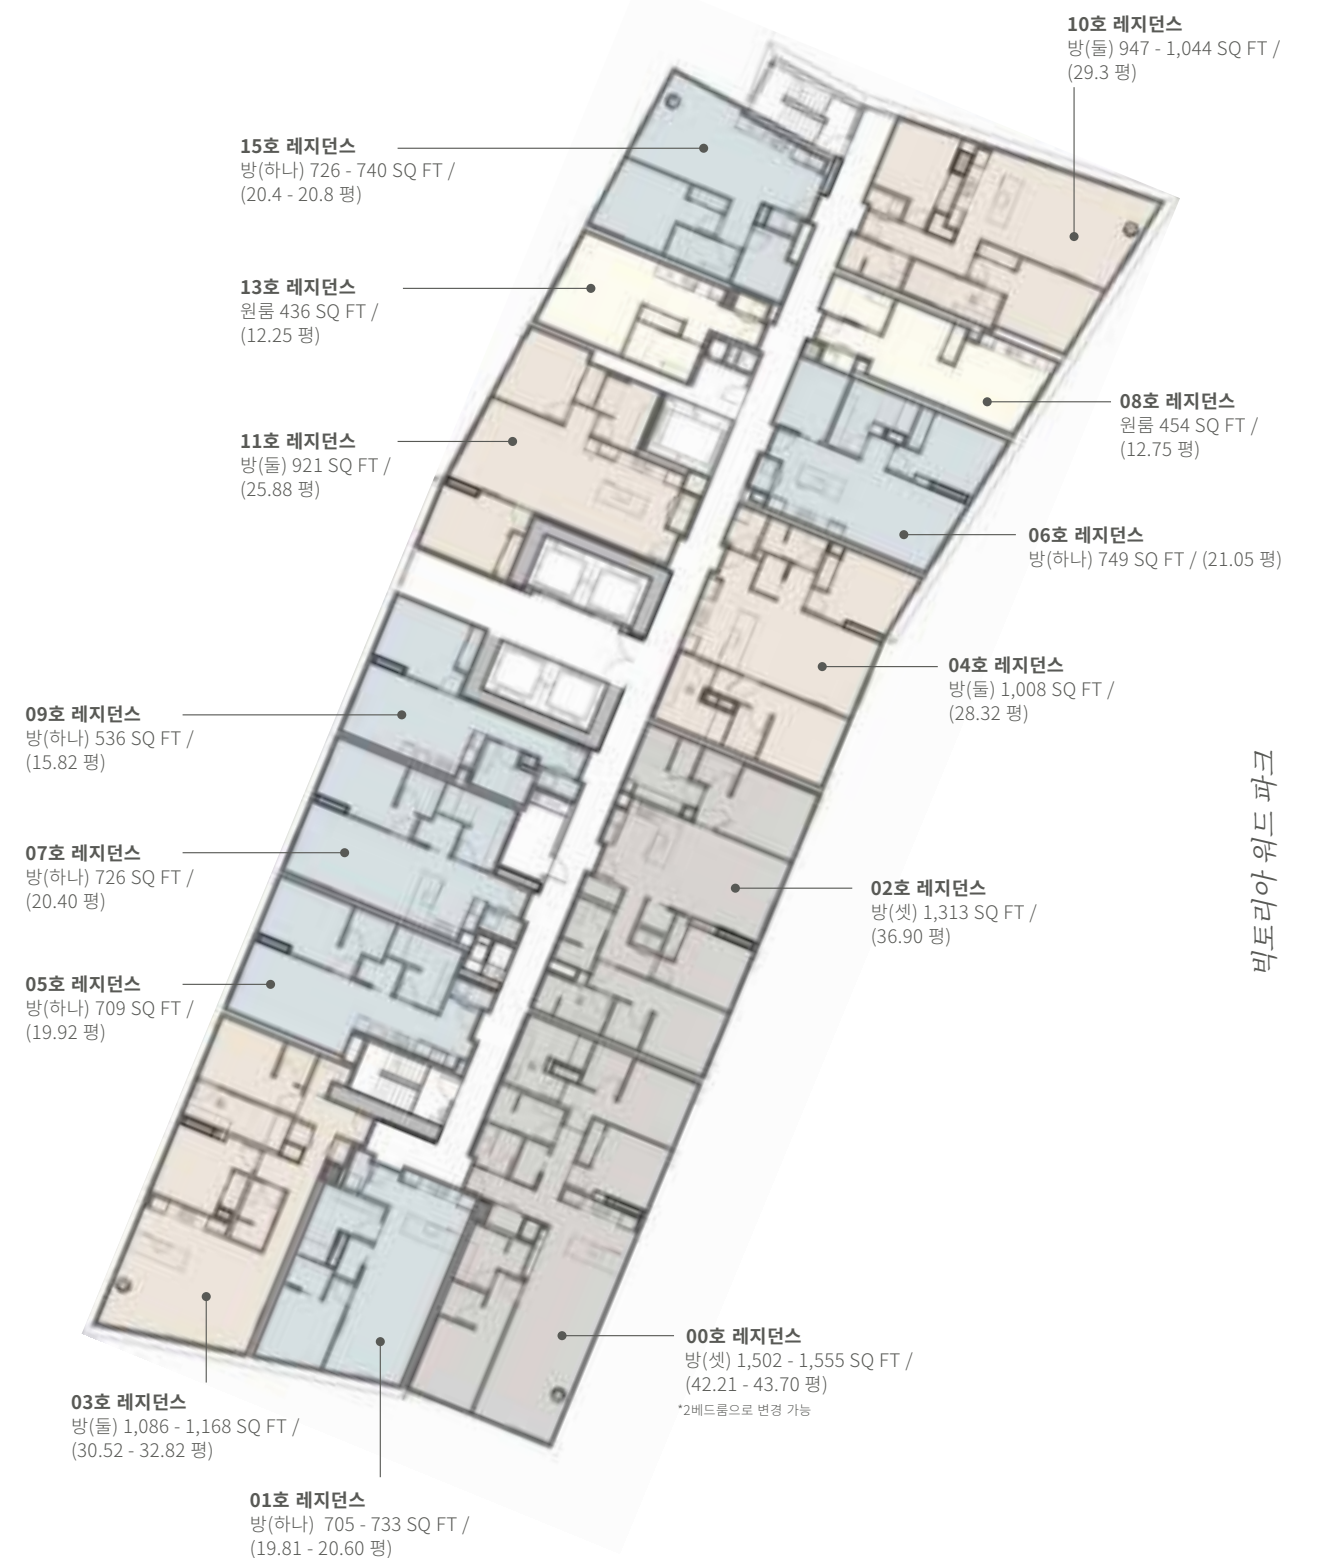 10호 레지던스
방(둘) 947 - 1,044 SQ FT /
(29.3 평)
15호 레지던스
방(하나) 726 - 740 SQ FT /
(20.4 - 20.8 평)
13호 레지던스
원룸 436 SQ FT /
(12.25 평)
08호 레지던스
원룸 454 SQ FT /
(12.75 평)
11호 레지던스
방(둘) 921 SQ FT /
(25.88 평)
06호 레지던스
방(하나) 749 SQ FT / (21.05 평)
04호 레지던스
방(둘) 1,008 SQ FT /
(28.32 평)
09호 레지던스
방(하나) 536 SQ FT /
(15.82 평)
빅토리아 워드 파크
07호 레지던스
방(하나) 726 SQ FT /
(20.40 평)
02호 레지던스
방(셋) 1,313 SQ FT /
(36.90 평)
05호 레지던스
방(하나) 709 SQ FT /
(19.92 평)
00호 레지던스
방(셋) 1,502 - 1,555 SQ FT /
(42.21 - 43.70 평)
*2베드룸으로 변경 가능
03호 레지던스
방(둘) 1,086 - 1,168 SQ FT /
(30.52 - 32.82 평)
01호 레지던스
방(하나) 705 - 733 SQ FT /
(19.81 - 20.60 평)